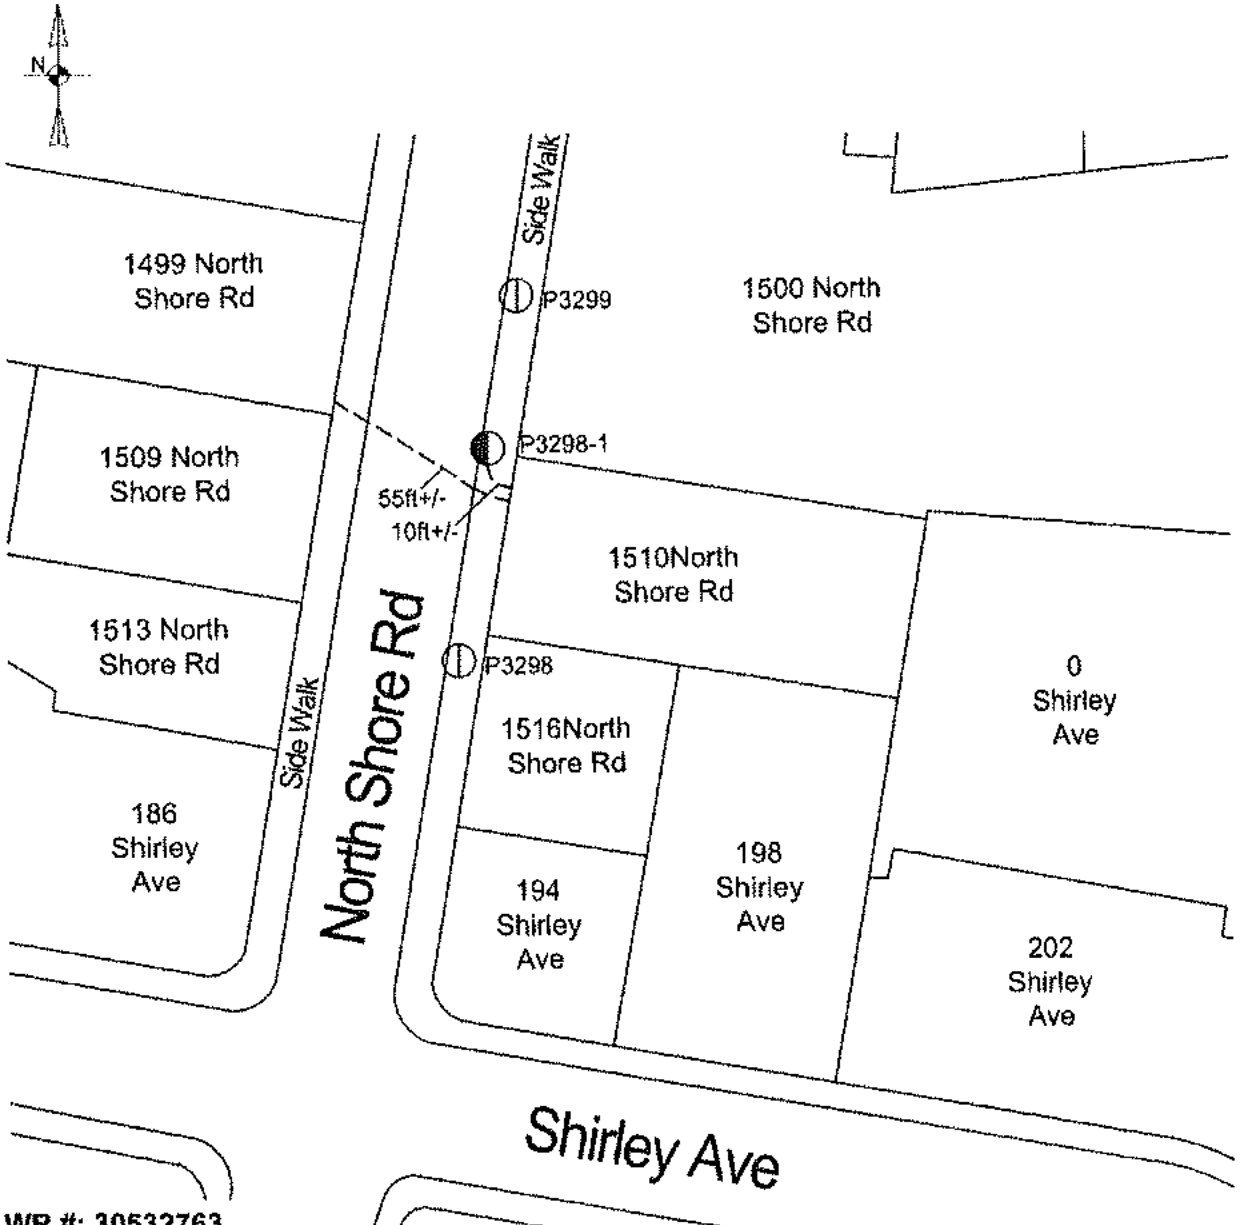 N
Side Walk
1499 North
Shore Rd
P3299
1500 North
Shore Rd
P3298-1
1509 North
Shore Rd
55ft+/-
10ft+/-
1510North
Shore Rd
1513 North
Shore Rd
P3298
0
Shirley
Ave
Side Walk
North Shore Rd
1516North
Shore Rd
186
Shirley
Ave
198
Shirley
Ave
194
Shirley
Ave
202
Shirley
Ave
Shirley Ave
WR #: 30532763